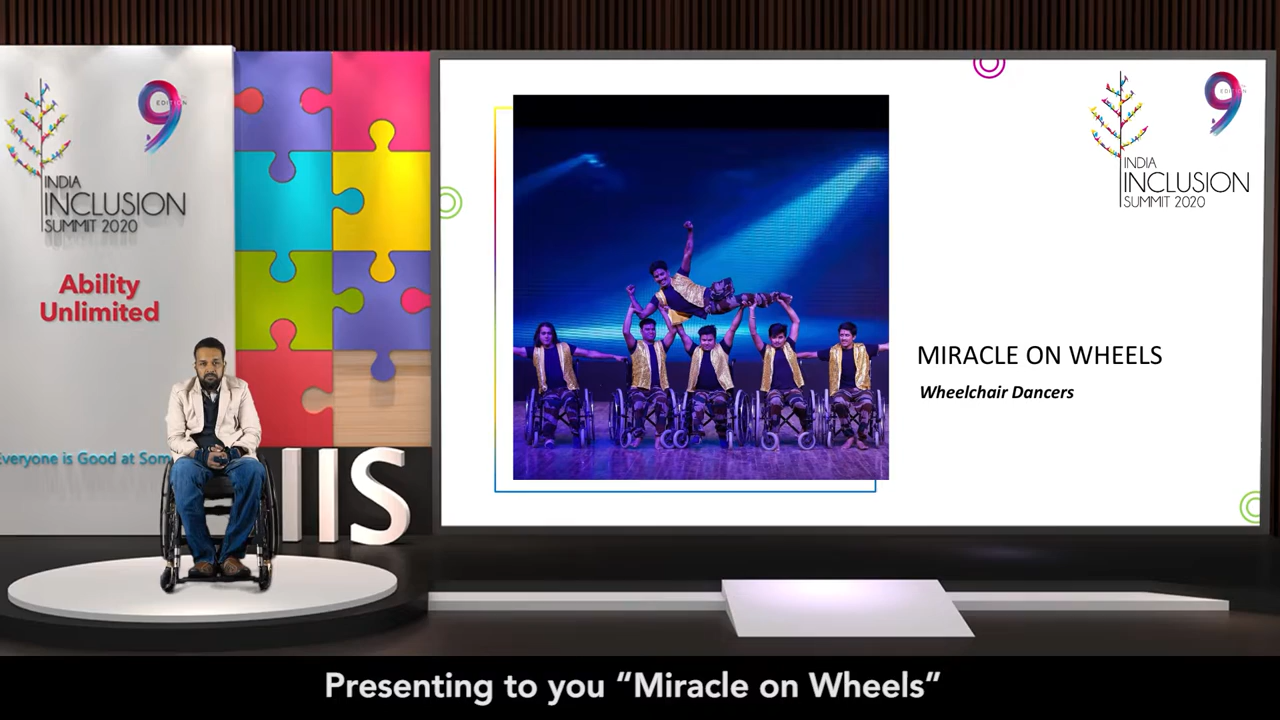 9
EDITION
INDIA
INCLUSION
SUMMIT 2020
Ability
Unlimited
Everyone is Good at Som
IIS
9
EDITION
INDIA
INCLUSION
SUMMIT 2020
MIRACLE ON WHEELS
Wheelchair Dancers
Presenting to you “Miracle on Wheels”